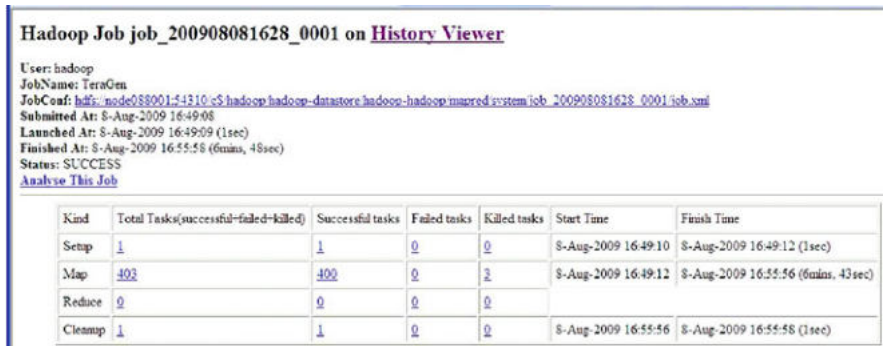 Hadoop Job job_200908081628_0001 on History Viewer
User: hadoop
JobName: TeraGen
JobConf: hdfs://node088001:54310/c$/hadoop/hadoop-datastore/hadoop-hadoop/mapred/system/job_200908081628_0001/job.xml
Submitted At: 8-Aug-2009 16:49:08
Launched At: 8-Aug-2009 16:49:09 (1sec)
Finished At: 8-Aug-2009 16:55:58 (6mins, 48sec)
Status: SUCCESS
Analyse This Job
Kind Total Tasks(successful+failed+killed) Successful tasks Failed tasks Killed tasks Start Time Finish Time
Setup 1 1 0 0 8-Aug-2009 16:49:10 8-Aug-2009 16:49:12 (1sec)
Map 403 400 0 3 8-Aug-2009 16:49:12 8-Aug-2009 16:55:56 (6mins, 43sec)
Reduce 0 0 0 0
Cleanup 1 1 0 0 8-Aug-2009 16:55:56 8-Aug-2009 16:55:58 (1sec)